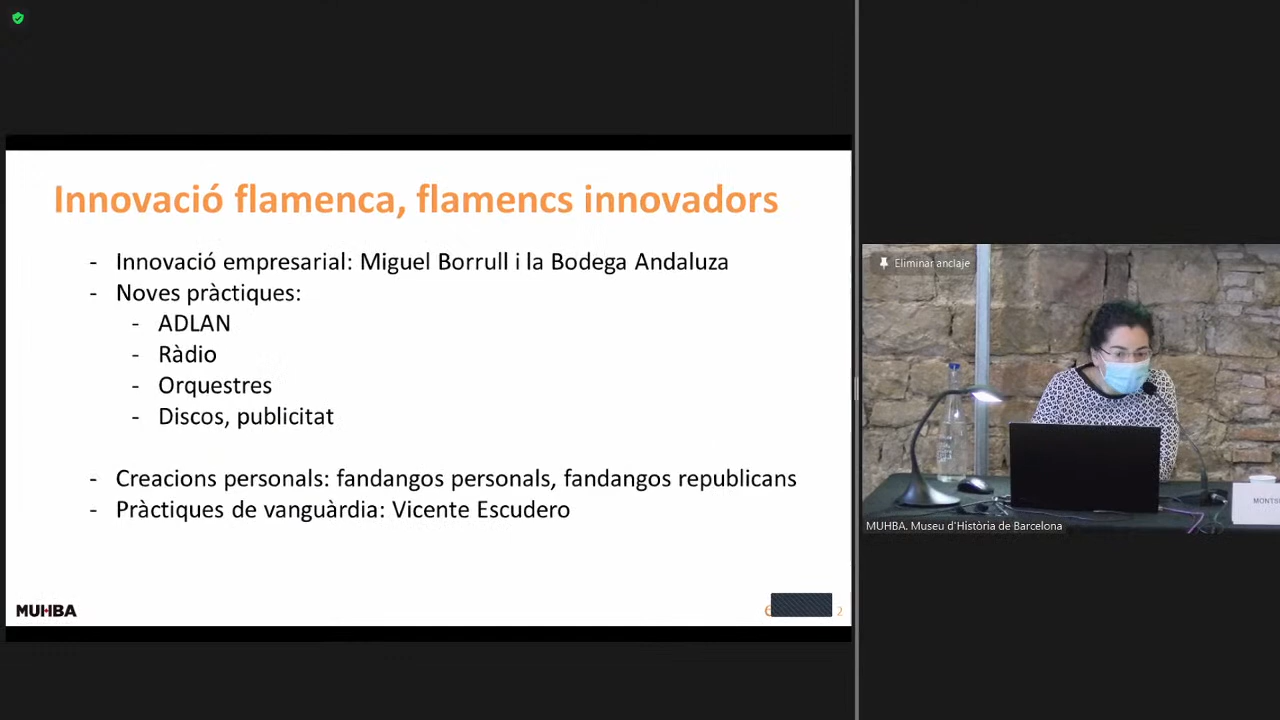 Innovació flamenca, flamencs innovadors
- Innovació empresarial: Miguel Borrull i la Bodega Andaluza
- Noves pràctiques:
- ADLAN
- Ràdio
- Orquestres
- Discos, publicitat
- Creacions personals: fandangos personals, fandangos republicans
- Pràctiques de vanguàrdia: Vicente Escudero
MUHBA
2
Eliminar anclaje
MUHBA. Museu d'Història de Barcelona